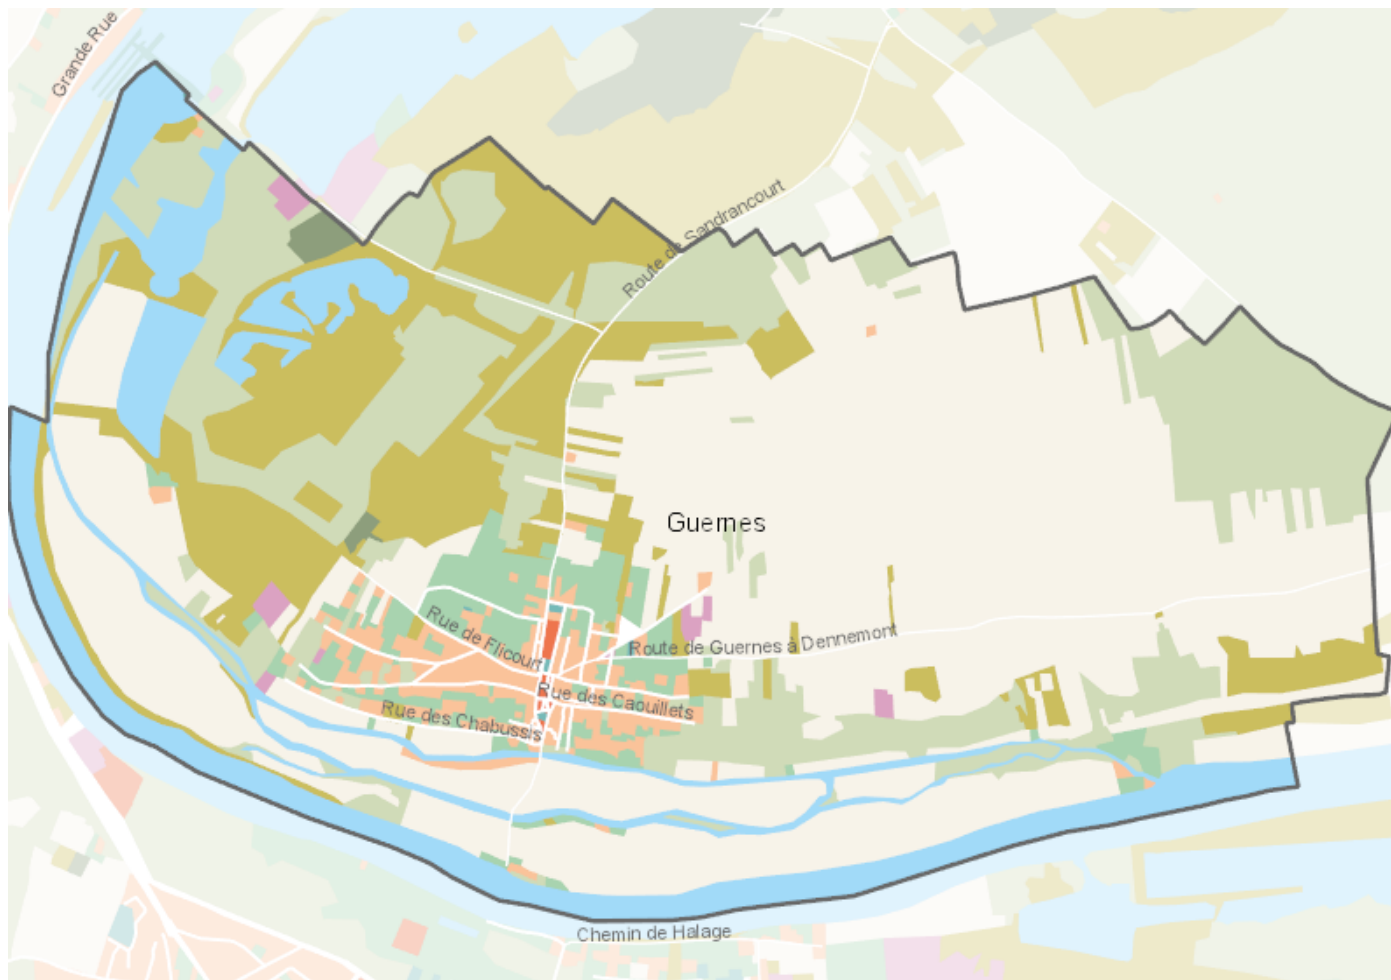 Grande Rue
Route de Sandrancourt
Guernes
Rue de Flicourt
Route de Guernes à Dennemont
Rue des Caouillets
Rue des Chabussis
Chemin de Halage